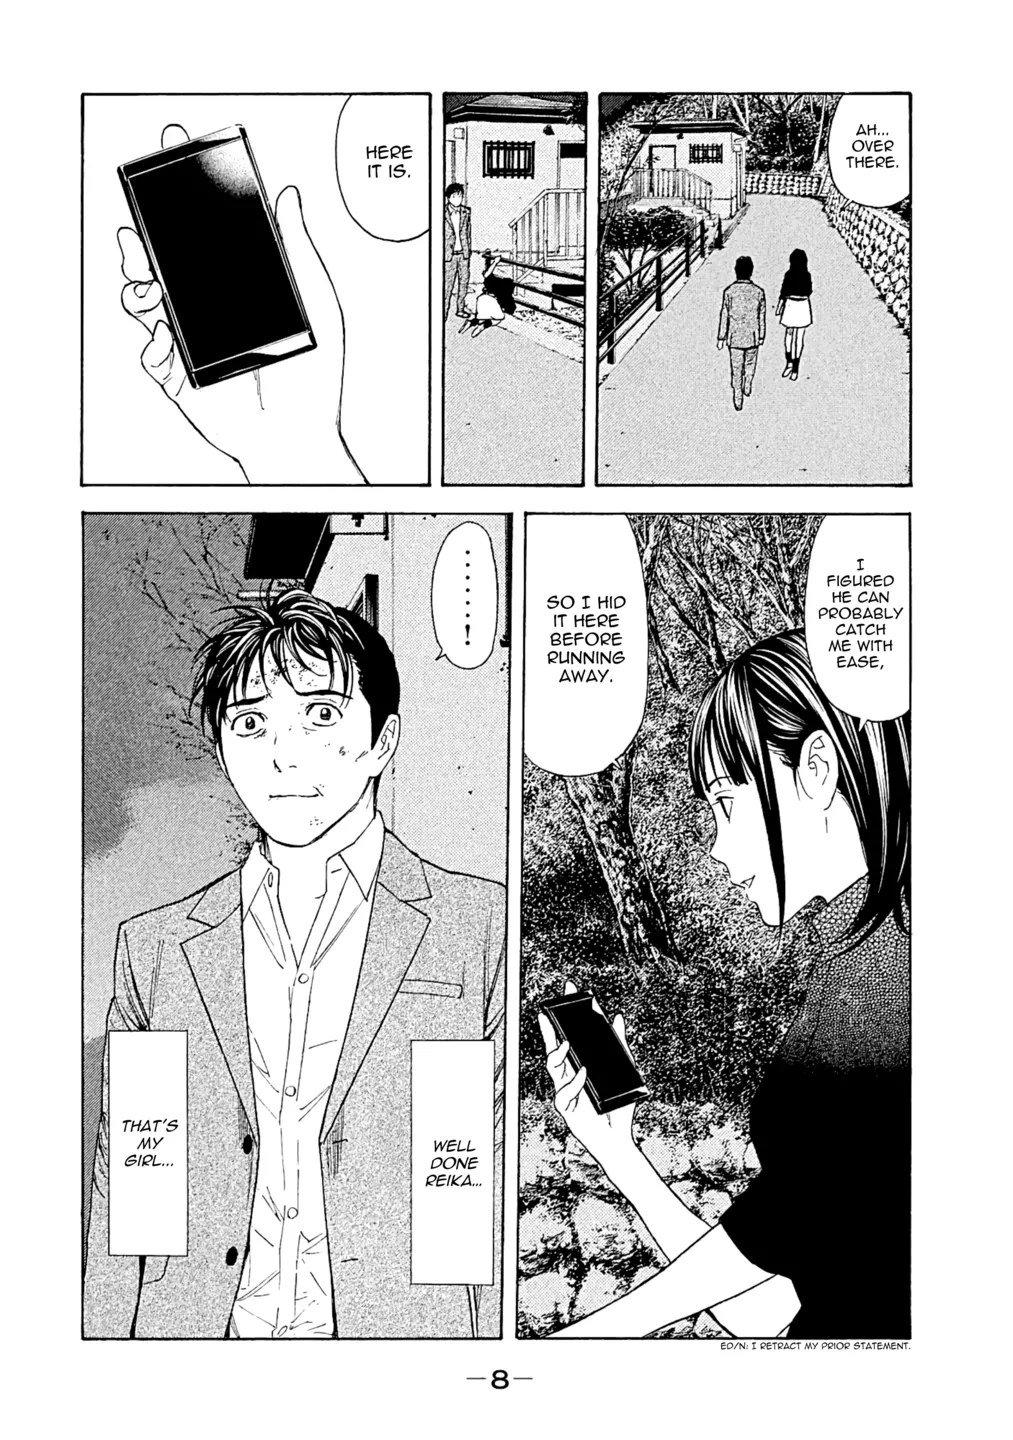 AH...
OVER
THERE.
HERE
IT IS.
I
FIGURED
HE CAN
PROBABLY
CATCH
ME WITH
EASE,
SO I HID
IT HERE
BEFORE
RUNNING
AWAY.
.......!
WELL
DONE
REIKA...
THAT'S
MY
GIRL...
ED/N: I RETRACT MY PRIOR STATEMENT.
—8—